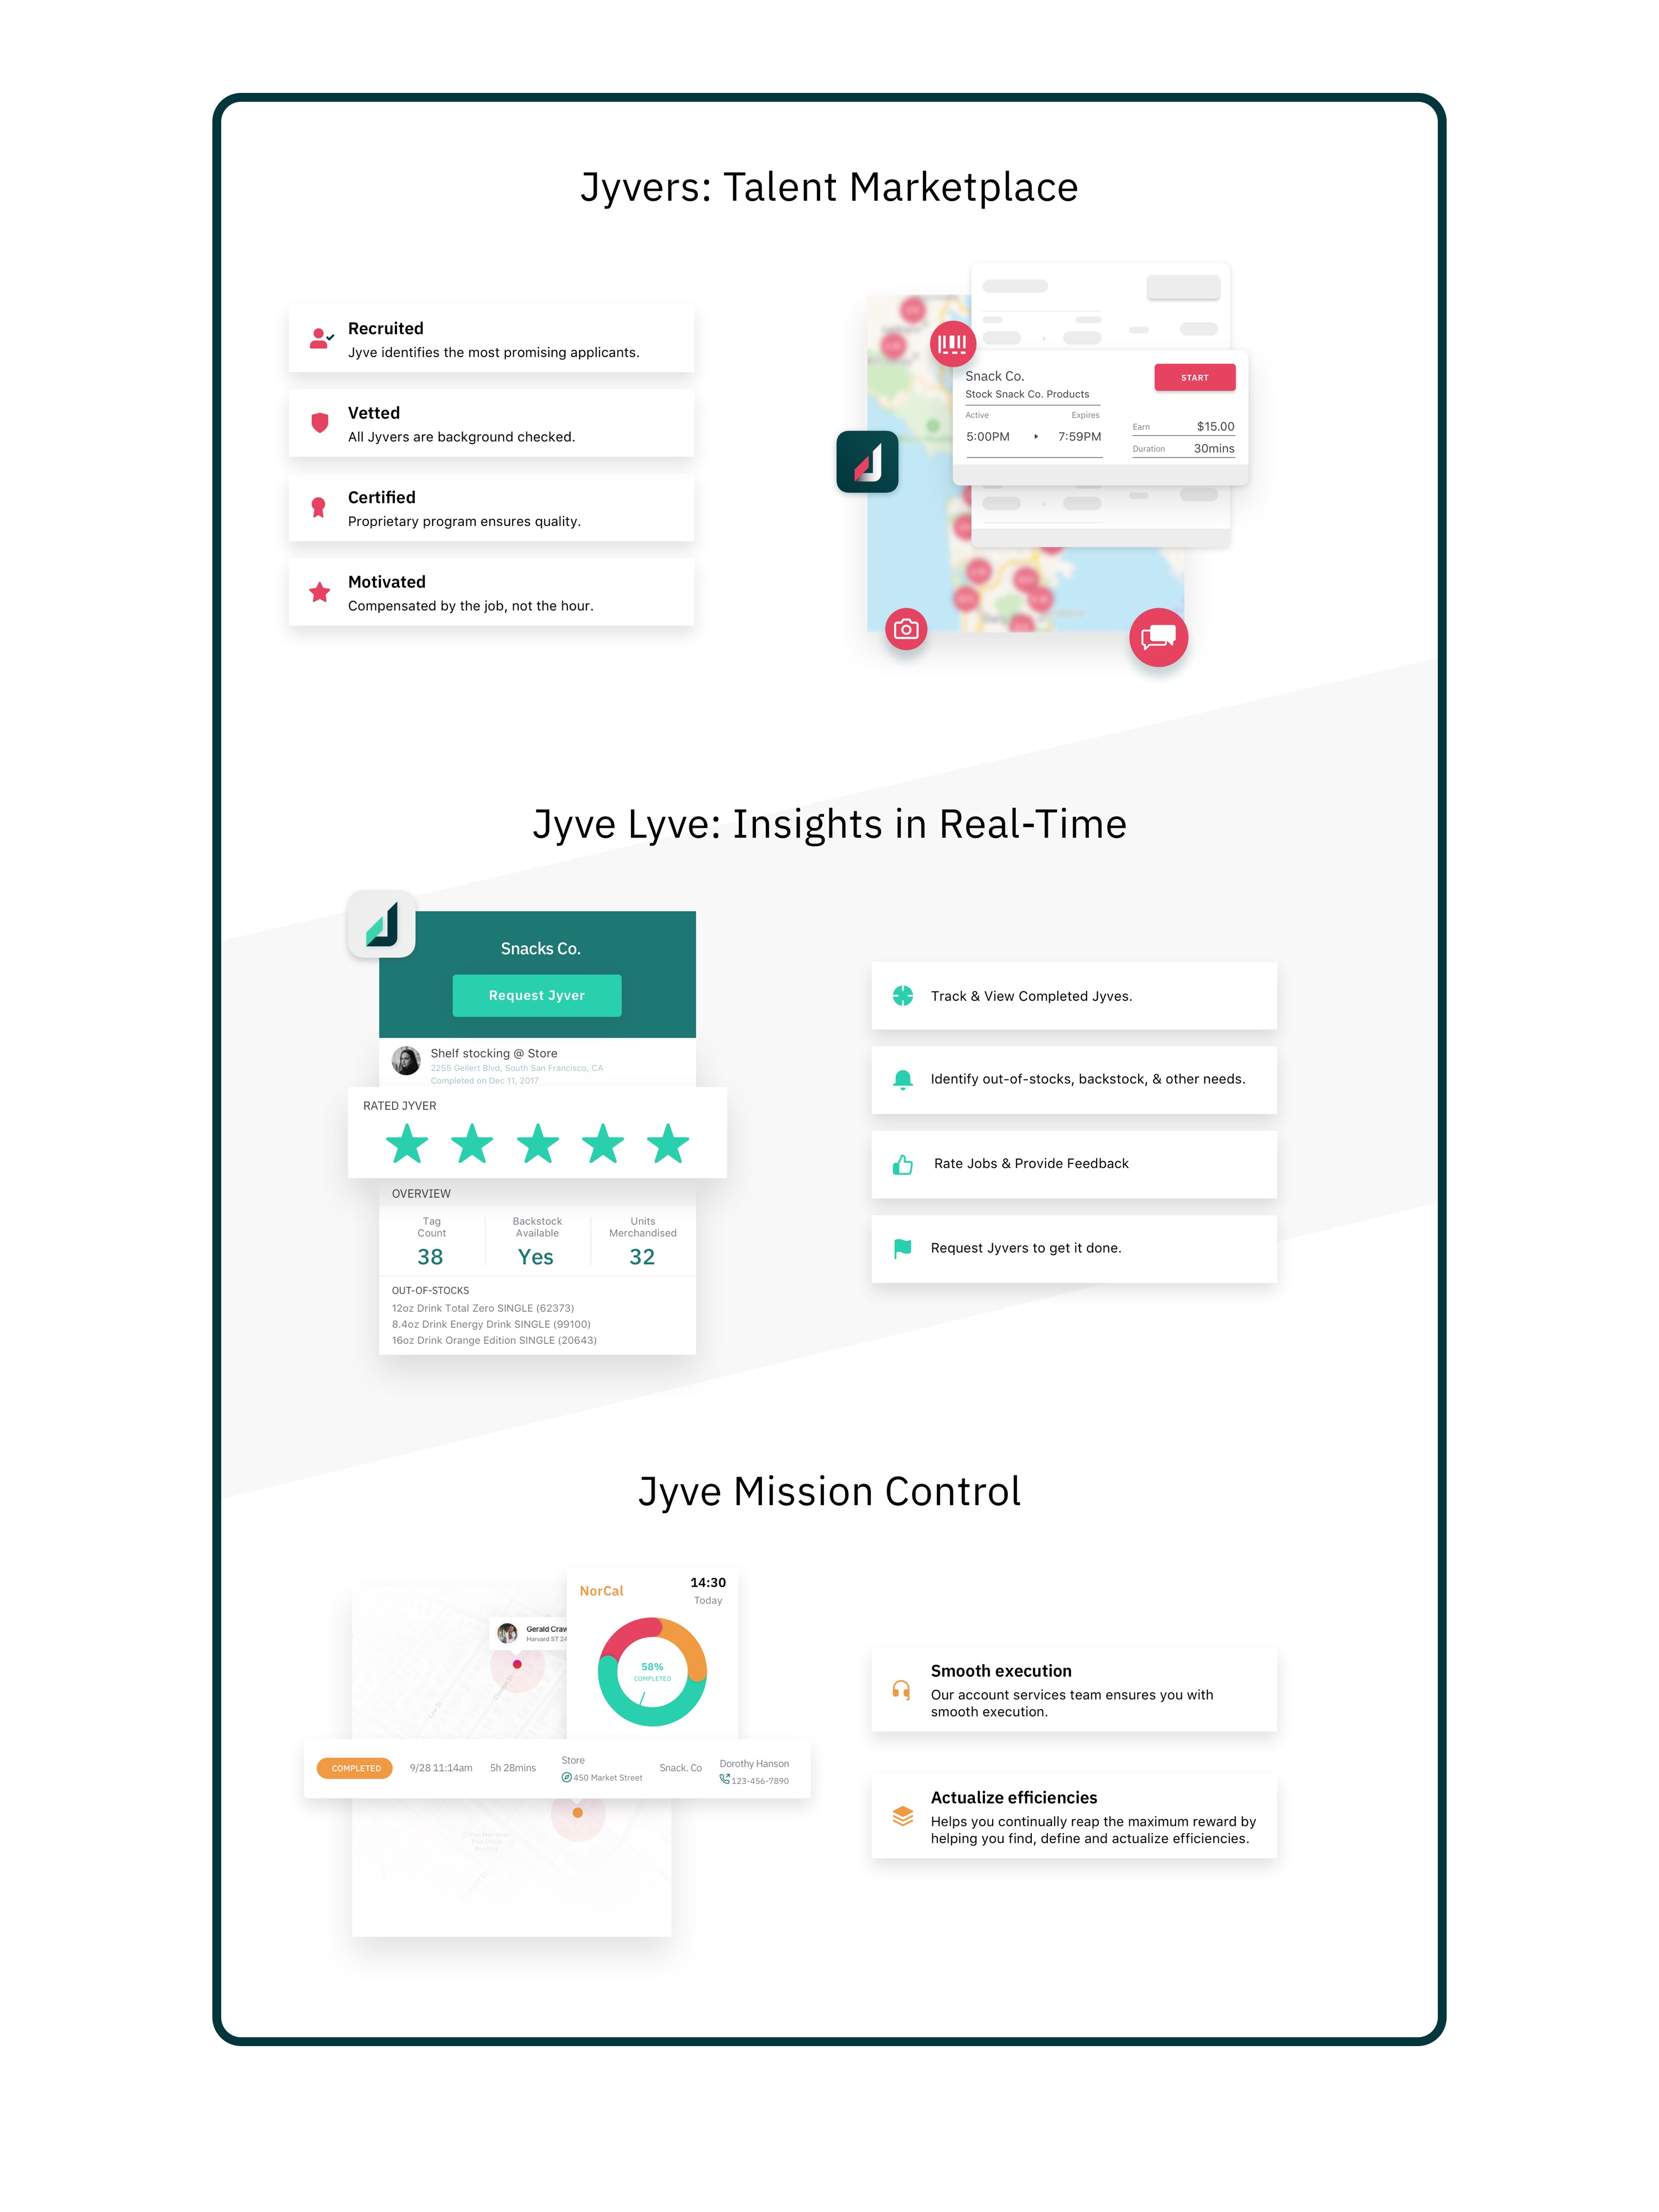 Jyvers: Talent Marketplace
Recruited
Jyve identifies the most promising applicants.
Vetted
All Jyvers are background checked.
Certified
Proprietary program ensures quality.
Motivated
Compensated by the job, not the hour.
Snack Co.
START
Stock Snack Co. Products
Active
Expires
5:00PM
7:59PM
Earn
$15.00
Duration
30mins
Jyve Lyve: Insights in Real-Time
Snacks Co.
Request Jyver
Shelf stocking @ Store
2255 Gellert Blvd, South San Francisco, CA
Completed on Dec 11, 2017
RATED JYVER
OVERVIEW
Tag
Count
38
Backstock
Available
Yes
Units
Merchandised
32
OUT-OF-STOCKS
12oz Drink Total Zero SINGLE (62373)
8.4oz Drink Energy Drink SINGLE (99100)
16oz Drink Orange Edition SINGLE (20643)
Track & View Completed Jyves.
Identify out-of-stocks, backstock, & other needs.
Rate Jobs & Provide Feedback
Request Jyvers to get it done.
Jyve Mission Control
Gerald Craw
Harvard ST 24
NorCal
14:30
Today
58%
COMPLETED
COMPLETED
9/28 11:14am
5h 28mins
Store
450 Market Street
Snack. Co
Dorothy Hanson
123-456-7890
Smooth execution
Our account services team ensures you with
smooth execution.
Actualize efficiencies
Helps you continually reap the maximum reward by
helping you find, define and actualize efficiencies.